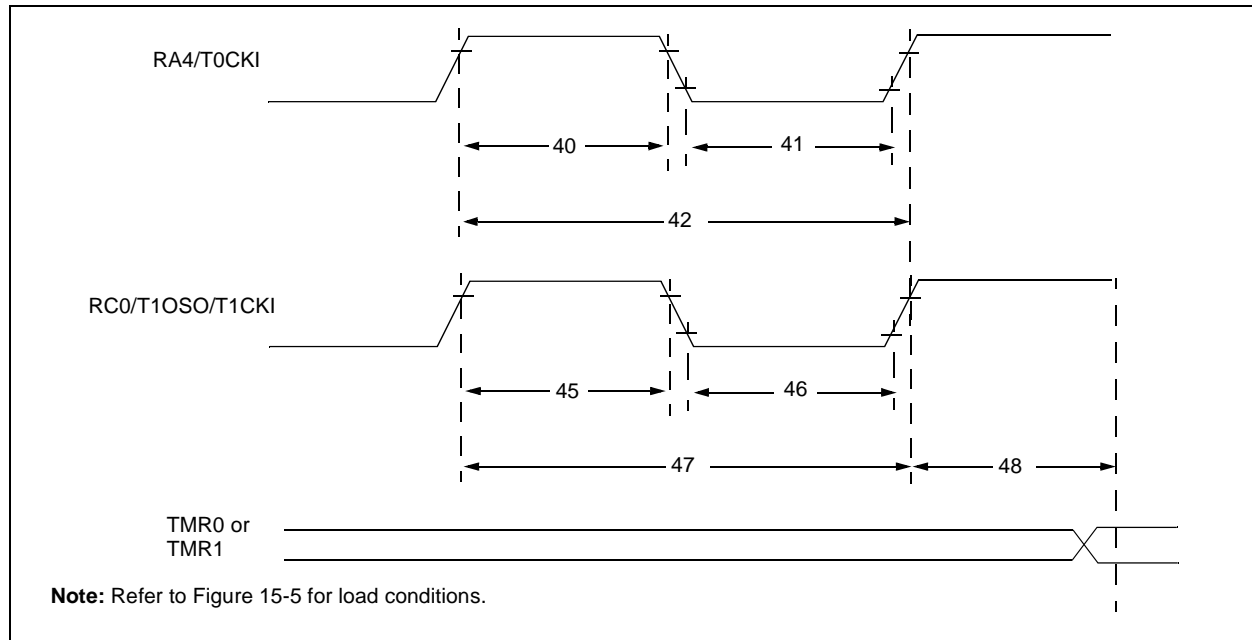 RA4/T0CKI
40
41
42
RC0/T1OSO/T1CKI
45
46
47
48
TMR0 or
TMR1
Note: Refer to Figure 15-5 for load conditions.